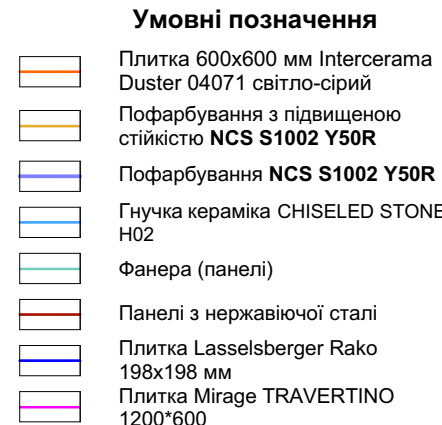 Умовні позначення
Плитка 600х600 мм Intercerama
Duster 04071 світло-сірий
Пофарбування з підвищеною
стійкістю NCS S1002 Y50R
Пофарбування NCS S1002 Y50R
Гнучка кераміка CHISELED STONE
H02
Фанера (панелі)
Панелі з нержавіючої сталі
Плитка Lasselsberger Rako
198х198 мм
Плитка Mirage TRAVERTINO
1200*600